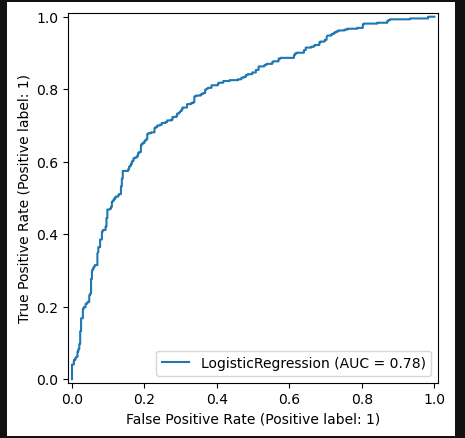 True Positive Rate (Positive label: 1)
1.0
0.8
0.6
0.4
0.2
0.0
LogisticRegression (AUC = 0.78)
0.0 0.2 0.4 0.6 0.8 1.0
False Positive Rate (Positive label: 1)